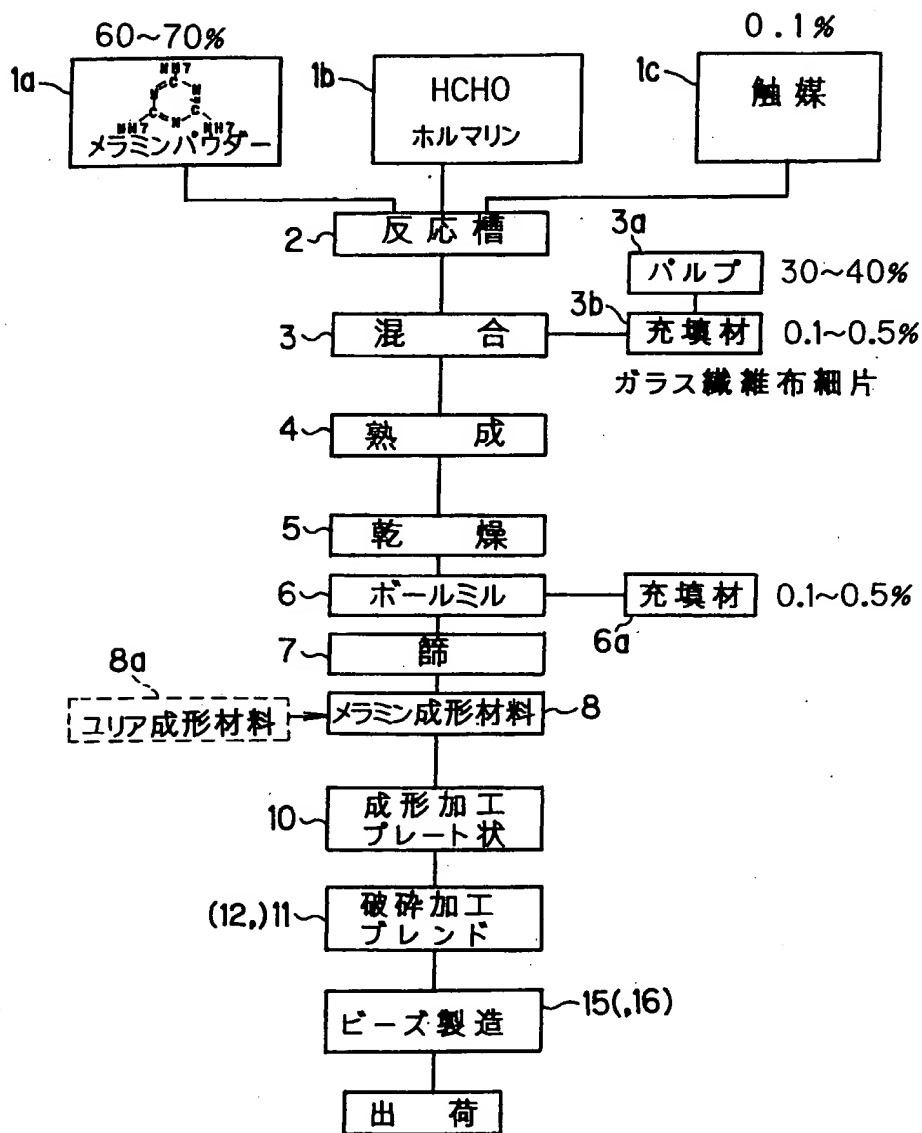 60~70%
0.1%
1a
1b
1c
NH7
C
N
N
C
C
NH7
N
NH7
メラミンパウダー
HCHO
ホルマリン
触媒
2
反応槽
3a
パルプ
30~40%
3
混合
3b
充填材
0.1~0.5%
ガラス繊維布細片
4
熟成
5
乾燥
6
ボールミル
充填材
0.1~0.5%
6a
7
篩
8a
ユリア成形材料
メラミン成形材料
8
10
成形加工
プレート状
(12,)11
破砕加工
ブレンド
ビーズ製造
15(,16)
出荷